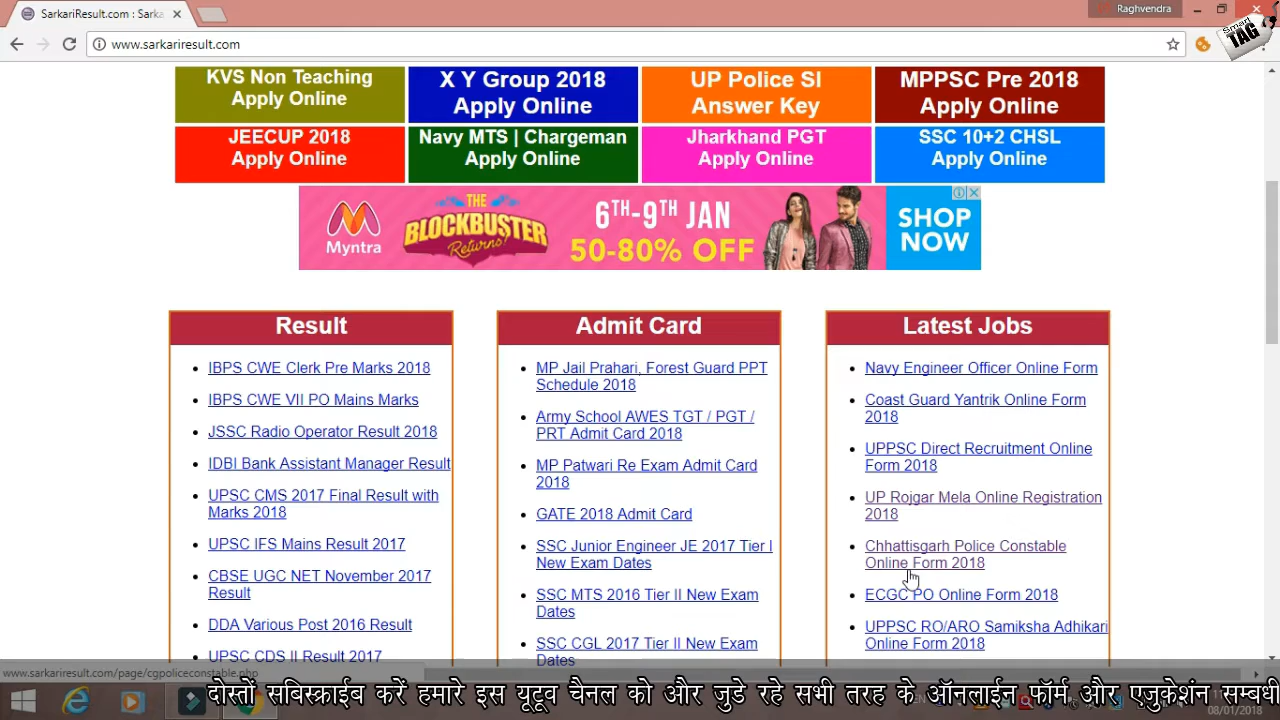 SarkariResult.com : Sarka
Raghvendra
Smart
TAG
www.sarkariresult.com
KVS Non Teaching
Apply Online
X Y Group 2018
Apply Online
UP Police SI
Answer Key
MPPSC Pre 2018
Apply Online
JEECUP 2018
Apply Online
Navy MTS | Chargeman
Apply Online
Jharkhand PGT
Apply Online
SSC 10+2 CHSL
Apply Online
Myntra
THE
BLOCKBUSTER
Returns!
6TH-9TH JAN
50-80% OFF
SHOP
NOW
Result
IBPS CWE Clerk Pre Marks 2018
IBPS CWE VII PO Mains Marks
JSSC Radio Operator Result 2018
IDBI Bank Assistant Manager Result
UPSC CMS 2017 Final Result with
Marks 2018
UPSC IFS Mains Result 2017
CBSE UGC NET November 2017
Result
DDA Various Post 2016 Result
UPSC CDS II Result 2017
Admit Card
MP Jail Prahari, Forest Guard PPT
Schedule 2018
Army School AWES TGT / PGT /
PRT Admit Card 2018
MP Patwari Re Exam Admit Card
2018
GATE 2018 Admit Card
SSC Junior Engineer JE 2017 Tier I
New Exam Dates
SSC MTS 2016 Tier II New Exam
Dates
SSC CGL 2017 Tier II New Exam
Dates
Latest Jobs
Navy Engineer Officer Online Form
Coast Guard Yantrik Online Form
2018
UPPSC Direct Recruitment Online
Form 2018
UP Rojgar Mela Online Registration
2018
Chhattisgarh Police Constable
Online Form 2018
ECGC PO Online Form 2018
UPPSC RO/ARO Samiksha Adhikari
Online Form 2018
www.sarkariresult.com/page/cgpoliceconstable.php
दोस्तों सबिस्क्राईब करें हमारे इस यूटूव चैनल को और जुडे रहे सभी तरह के ऑनलाईन फॉर्म और एजुकेशंन सम्बधी
08/01/2018